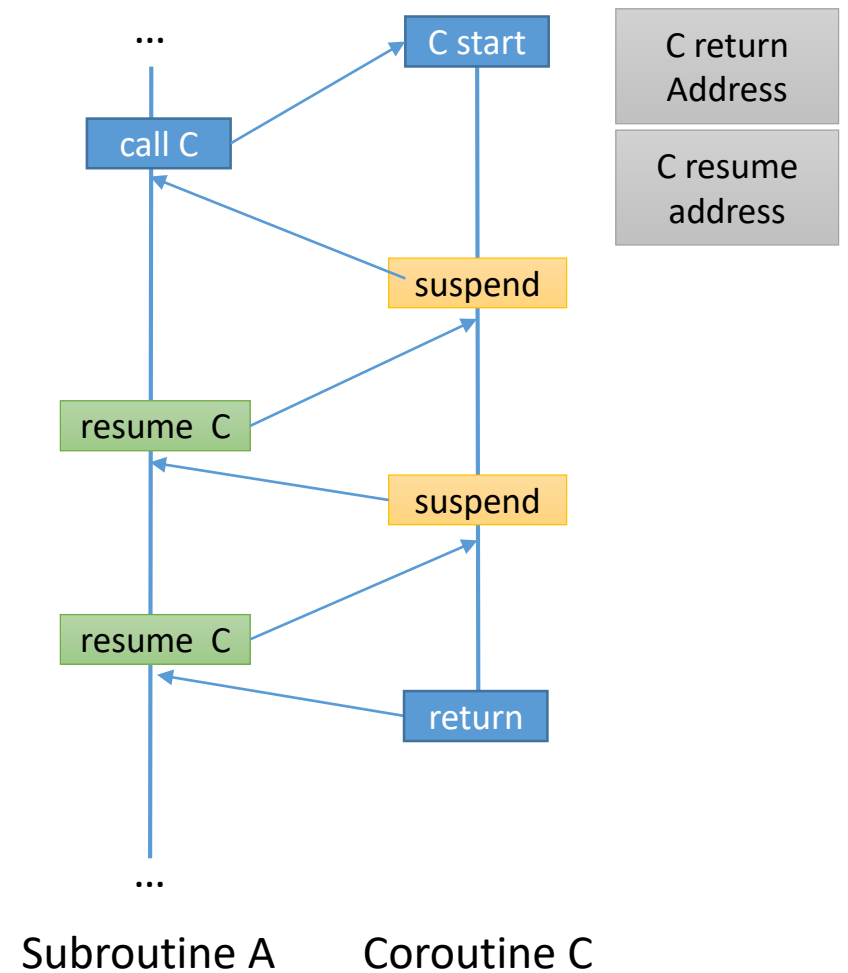 ...
C start
C return
Address
call C
C resume
address
suspend
resume C
suspend
resume C
return
...
Subroutine A
Coroutine C